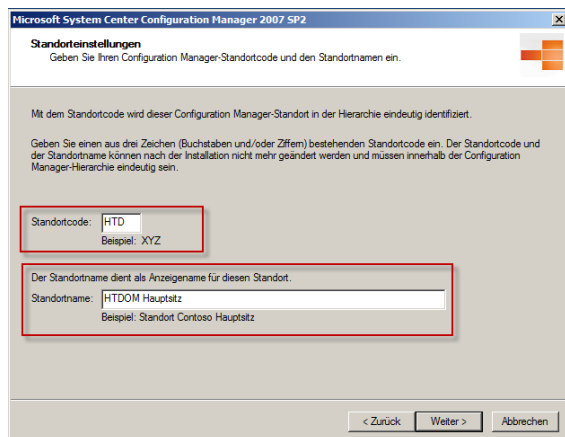 Microsoft System Center Configuration Manager 2007 SP2
Standorteinstellungen
Geben Sie Ihren Configuration Manager-Standortcode und den Standortnamen ein.
Mit dem Standortcode wird dieser Configuration Manager-Standort in der Hierarchie eindeutig identifiziert.
Geben Sie einen aus drei Zeichen (Buchstaben und/oder Ziffern) bestehenden Standortcode ein. Der Standortcode und
der Standortname können nach der Installation nicht mehr geändert werden und müssen innerhalb der Configuration
Manager-Hierarchie eindeutig sein.
Standortcode: HTD
Beispiel: XYZ
Der Standortname dient als Anzeigename für diesen Standort.
Standortname: HTDOM Hauptsitz
Beispiel: Standort Contoso Hauptsitz
< Zurück Weiter > Abbrechen